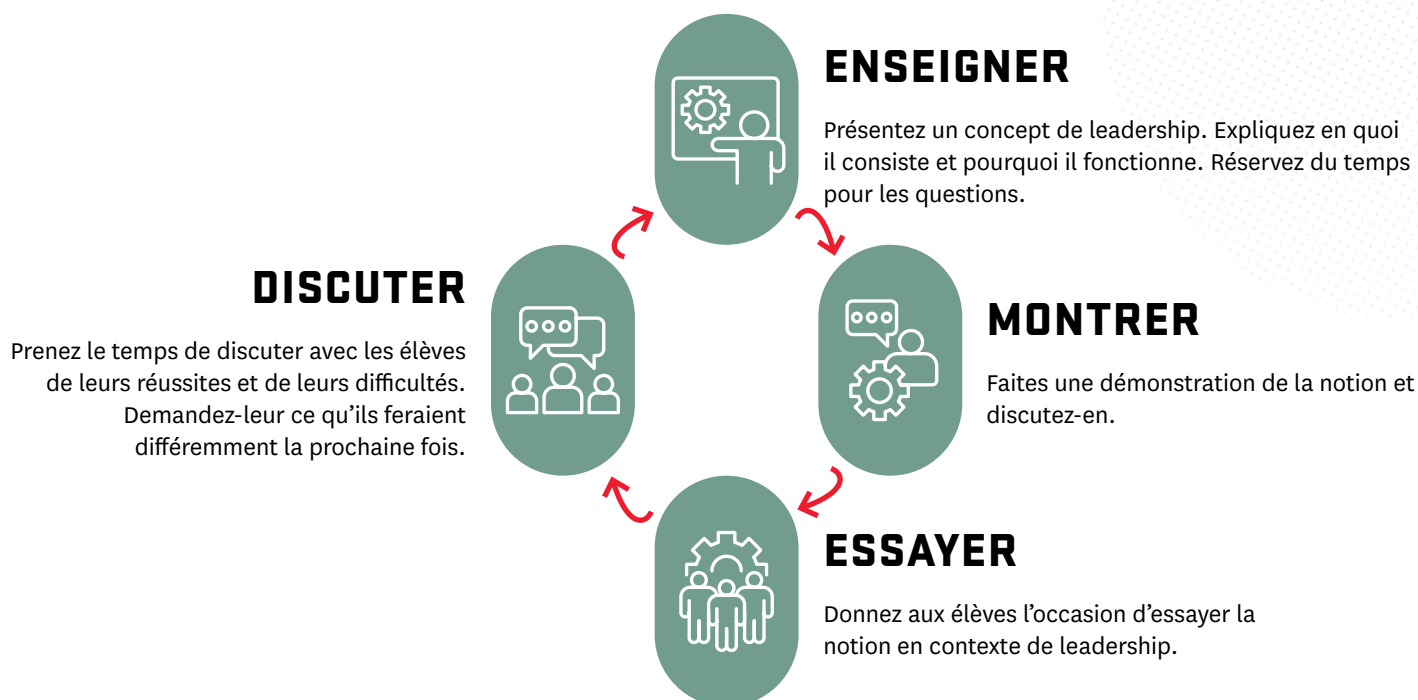 ENSEIGNER
Présentez un concept de leadership. Expliquez en quoi
il consiste et pourquoi il fonctionne. Réservez du temps
pour les questions.
MONTRER
Faites une démonstration de la notion et
discutez-en.
ESSAYER
Donnez aux élèves l’occasion d’essayer la
notion en contexte de leadership.
DISCUTER
Prenez le temps de discuter avec les élèves
de leurs réussites et de leurs difficultés.
Demandez-leur ce qu’ils feraient
différemment la prochaine fois.